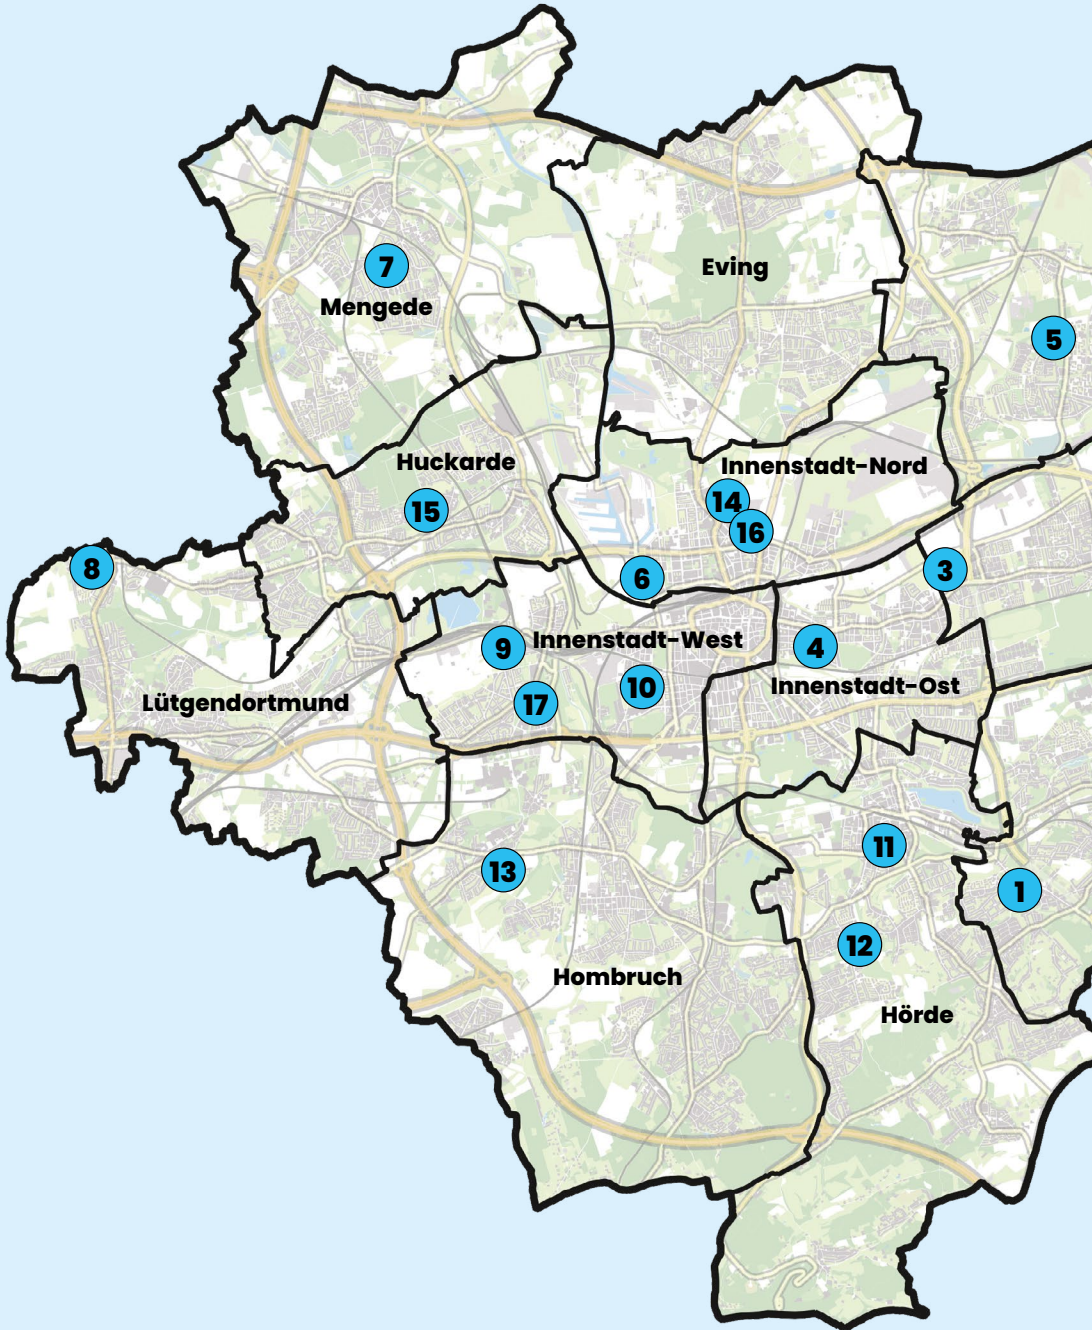 Eving
7
Mengede
5
Huckarde
Innenstadt-Nord
14
15
16
8
3
6
9
Innenstadt-West
4
10
Innenstadt-Ost
17
Lütgendortmund
11
13
1
12
Hombruch
Hörde